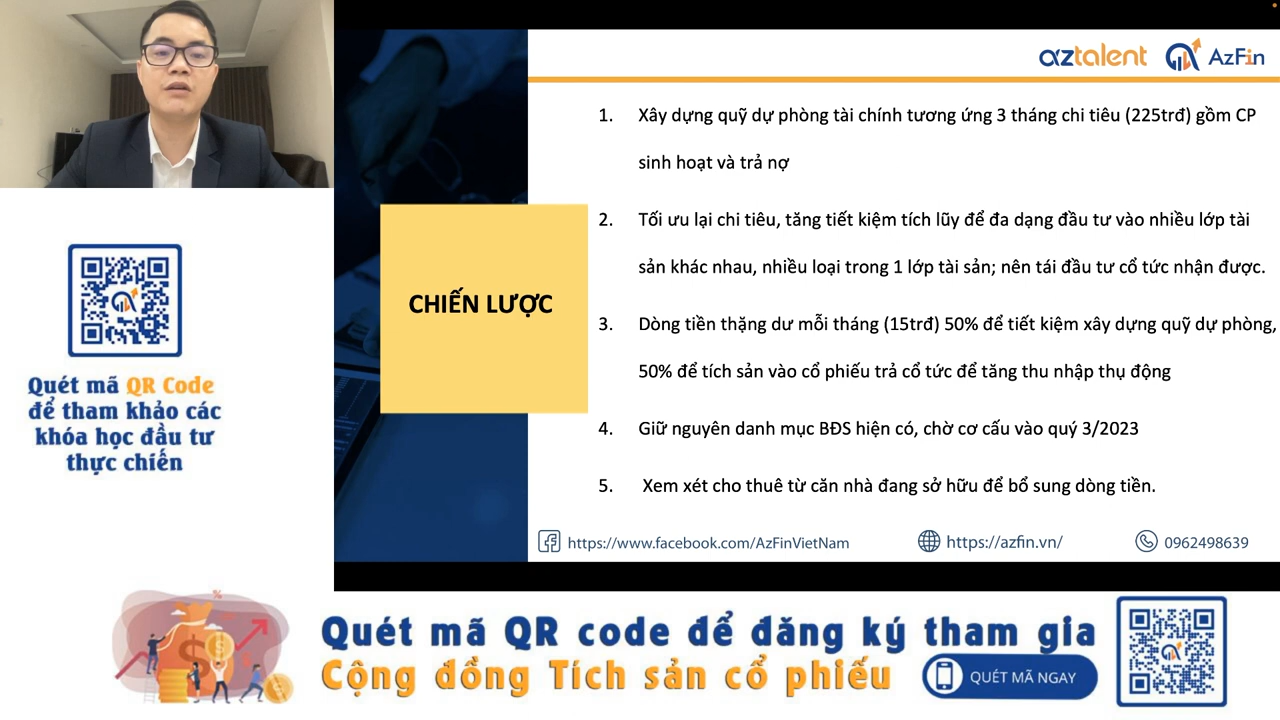 aztalent AzFin
1. Xây dựng quỹ dự phòng tài chính tương ứng 3 tháng chi tiêu (225trđ) gồm CP
sinh hoạt và trả nợ
2. Tối ưu lại chi tiêu, tăng tiết kiệm tích lũy để đa dạng đầu tư vào nhiều lớp tài
sản khác nhau, nhiều loại trong 1 lớp tài sản; nên tái đầu tư cổ tức nhận được.
CHIẾN LƯỢC
3. Dòng tiền thặng dư mỗi tháng (15trđ) 50% để tiết kiệm xây dựng quỹ dự phòng,
50% để tích sản vào cổ phiếu trả cổ tức để tăng thu nhập thụ động
4. Giữ nguyên danh mục BĐS hiện có, chờ cơ cấu vào quý 3/2023
5. Xem xét cho thuê từ căn nhà đang sở hữu để bổ sung dòng tiền.
https://www.facebook.com/AzFinVietNam
https://azfin.vn/
0962498639
Quét mã QR Code
để tham khảo các
khóa học đầu tư
thực chiến
Quét mã QR code để đăng ký tham gia
Cộng đồng Tích sản cổ phiếu
QUÉT MÃ NGAY